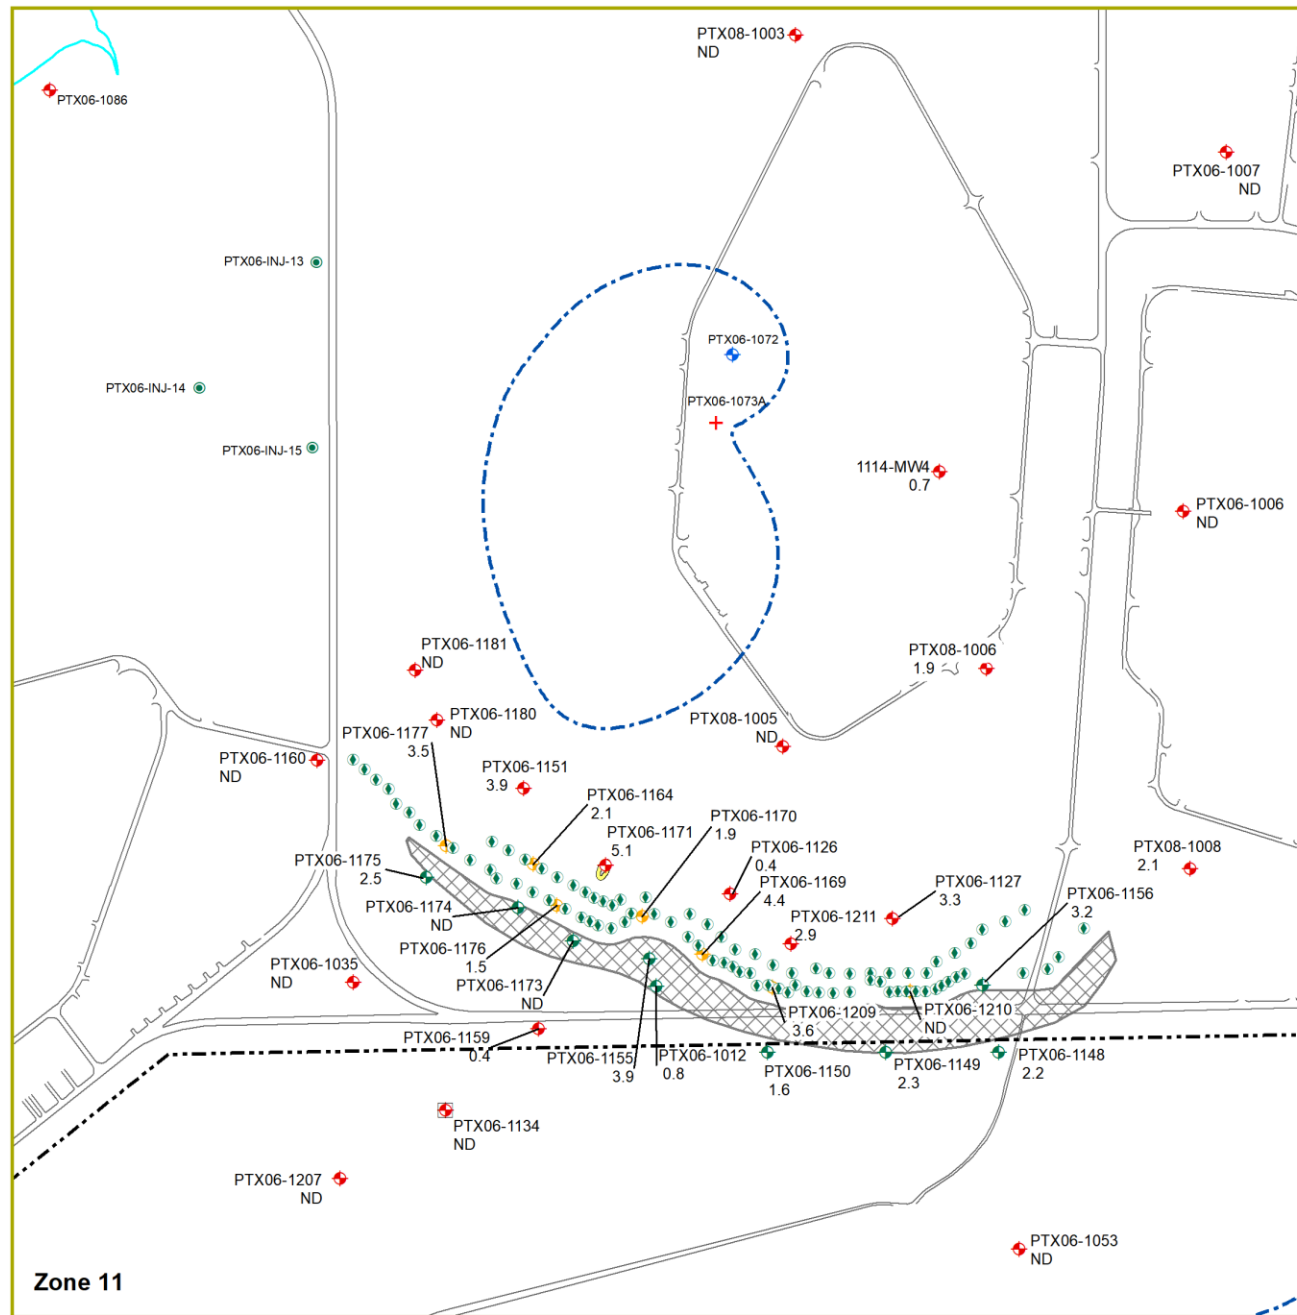 PTX08-1003
ND
PTX06-1086
PTX06-1007
ND
PTX06-INJ-13
PTX06-1072
PTX06-INJ-14
PTX06-1073A
PTX06-INJ-15
1114-MW4
0.7
PTX06-1006
ND
PTX06-1181
ND
PTX08-1006
1.9
PTX06-1180
ND
PTX06-1177
3.5
PTX08-1005
ND
PTX06-1160
ND
PTX06-1151
3.9
PTX06-1164
2.1
PTX06-1170
1.9
PTX06-1171
5.1
PTX06-1126
0.4
PTX06-1175
2.5
PTX08-1008
2.1
PTX06-1169
4.4
PTX06-1127
3.3
PTX06-1156
3.2
PTX06-1174
ND
PTX06-1211
2.9
PTX06-1176
1.5
PTX06-1035
ND
PTX06-1173
ND
PTX06-1209
3.6
PTX06-1210
ND
PTX06-1159
0.4
PTX06-1155
3.9
PTX06-1012
0.8
PTX06-1150
1.6
PTX06-1149
2.3
PTX06-1148
2.2
PTX06-1134
ND
PTX06-1207
ND
PTX06-1053
ND
Zone 11